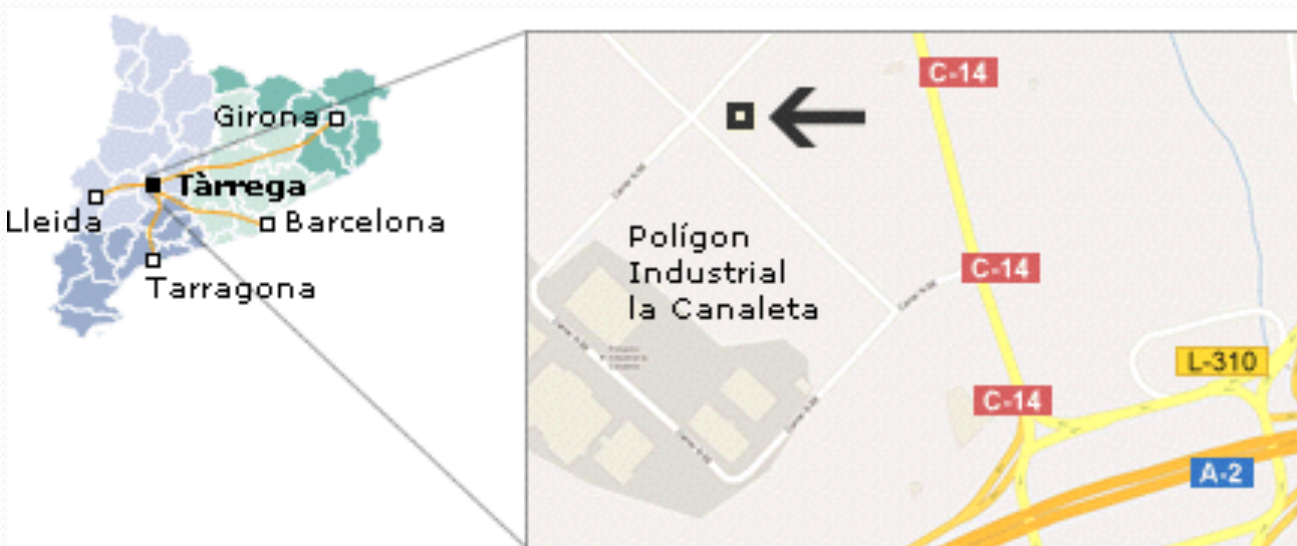 Girona
Tàrrega
Lleida
Barcelona
Tarragona
C-14
Polígon
Industrial
la Canaleta
C-14
C-14
L-310
A-2